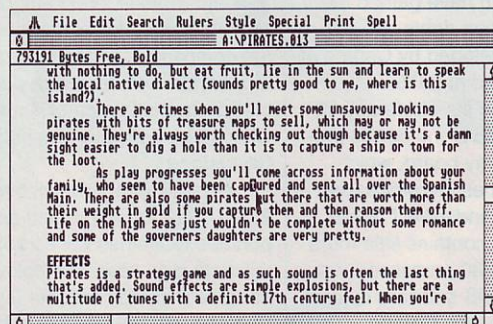 File Edit Search Rulers Style Special Print Spell
A:\PIRATES.013
793191 Bytes Free, Bold
with nothing to do, but eat fruit, lie in the sun and learn to speak
the local native dialect (sounds pretty good to me, where is this
island?).
There are times when you'll meet some unsavoury looking
pirates with bits of treasure maps to sell, which may or may not be
genuine. They're always worth checking out though because it's a damn
sight easier to dig a hole than it is to capture a ship or town for
the loot.
As play progresses you'll come across information about your
family, who seem to have been captured and sent all over the Spanish
Main. There are also some pirates out there that are worth more than
their weight in gold if you capture them and then ransom them off.
Life on the high seas just wouldn't be complete without some romance
and some of the governers daughters are very pretty.
EFFECTS
Pirates is a strategy game and as such sound is often the last thing
that's added. Sound effects are simple explosions, but there are a
multitude of tunes with a definite 17th century feel. When you're